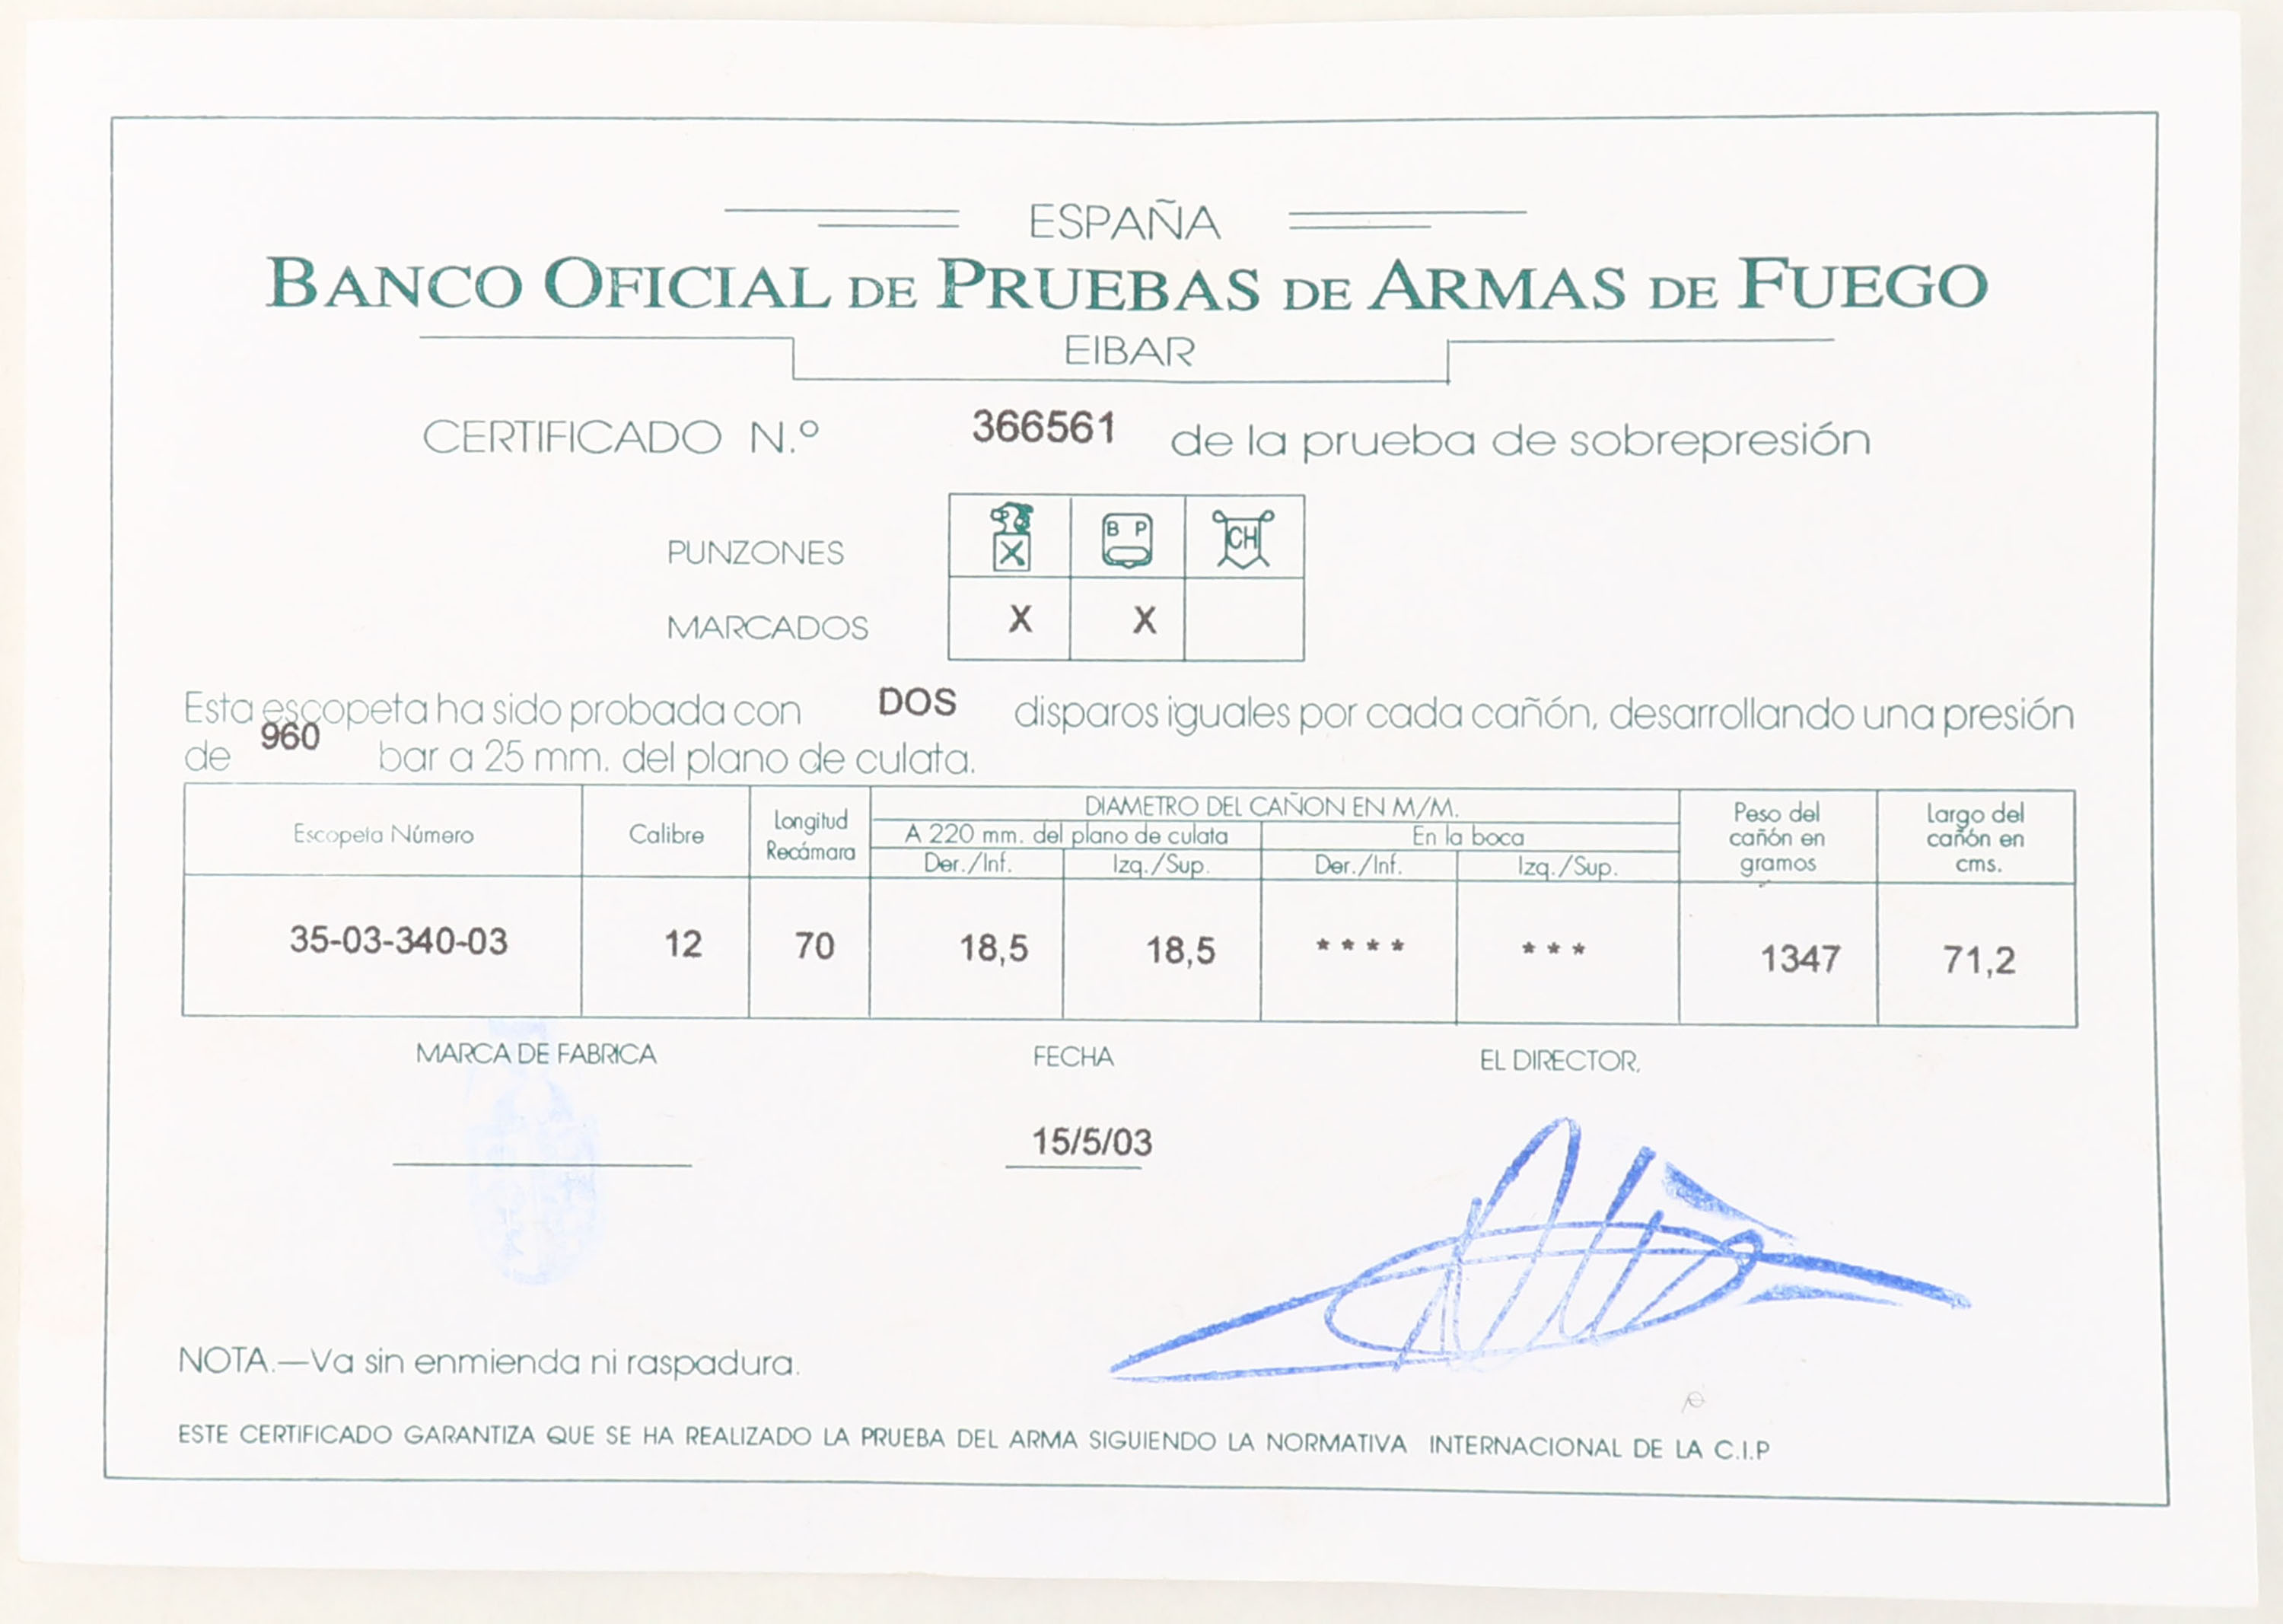 ESPAÑA
BANCO OFICIAL DE PRUEBAS DE ARMAS DE FUEGO
EIBAR
CERTIFICADO N.º 366561 de la prueba de sobrepresión
PUNZONES X B P CH
MARCADOS X X
Esta escopeta ha sido probada con DOS disparos iguales por cada cañón, desarrollando una presión
de 960 bar a 25 mm. del plano de culata.
Escopeta Número
Calibre
Longitud
Recámara
DIAMETRO DEL CAÑON EN M/M.
A 220 mm. del plano de culata
En la boca
Der./Inf.
Izq./Sup.
Der./Inf.
Izq./Sup.
Peso del
cañón en
gramos
Largo del
cañón en
cms.
35-03-340-03 12 70 18,5 18,5 **** *** 1347 71,2
MARCA DE FABRICA
FECHA
EL DIRECTOR,
15/5/03
NOTA.—Va sin enmienda ni raspadura.
ESTE CERTIFICADO GARANTIZA QUE SE HA REALIZADO LA PRUEBA DEL ARMA SIGUIENDO LA NORMATIVA INTERNACIONAL DE LA C.I.P